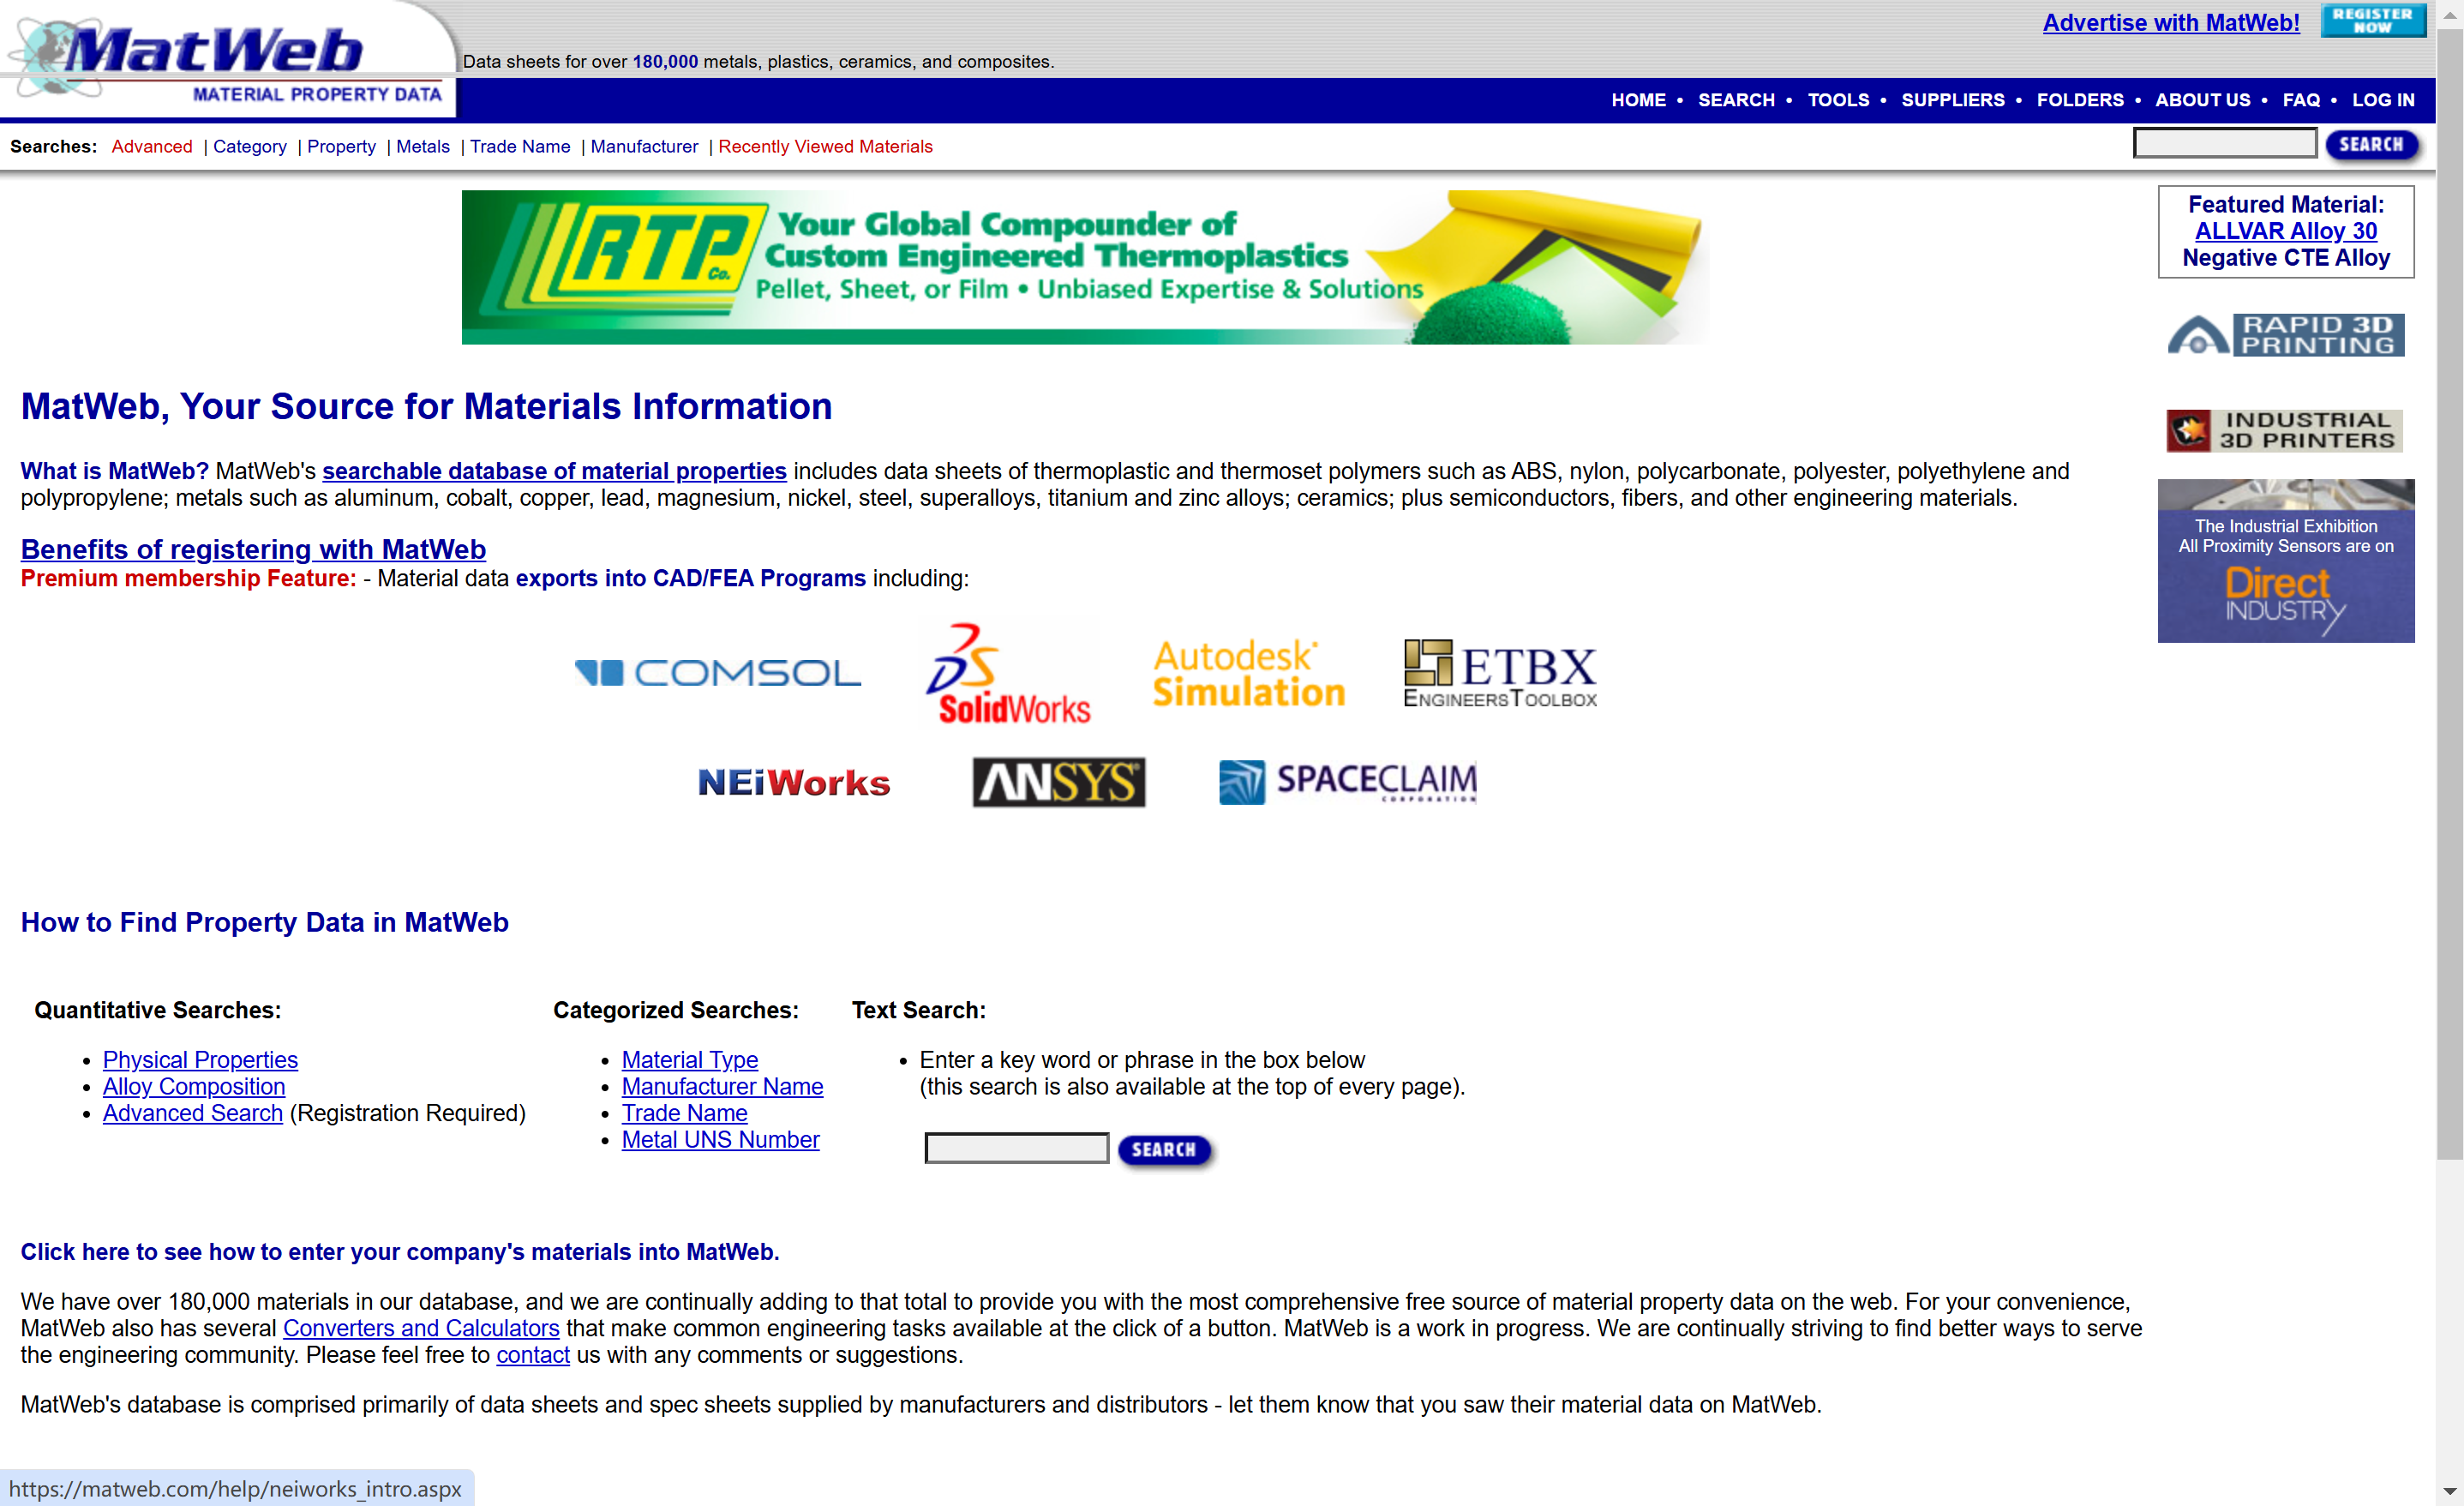 MatWeb
MATERIAL PROPERTY DATA
Data sheets for over 180,000 metals, plastics, ceramics, and composites.
Advertise with MatWeb!
REGISTER
NOW
HOME • SEARCH • TOOLS • SUPPLIERS • FOLDERS • ABOUT US • FAQ • LOG IN
Searches: Advanced | Category | Property | Metals | Trade Name | Manufacturer | Recently Viewed Materials
SEARCH
RTP Co.
Your Global Compounder of
Custom Engineered Thermoplastics
Pellet, Sheet, or Film • Unbiased Expertise & Solutions
Featured Material:
ALLVAR Alloy 30
Negative CTE Alloy
RAPID 3D
PRINTING
INDUSTRIAL
3D PRINTERS
The Industrial Exhibition
All Proximity Sensors are on
Direct
INDUSTRY
MatWeb, Your Source for Materials Information
What is MatWeb? MatWeb's searchable database of material properties includes data sheets of thermoplastic and thermoset polymers such as ABS, nylon, polycarbonate, polyester, polyethylene and
polypropylene; metals such as aluminum, cobalt, copper, lead, magnesium, nickel, steel, superalloys, titanium and zinc alloys; ceramics; plus semiconductors, fibers, and other engineering materials.
Benefits of registering with MatWeb
Premium membership Feature: - Material data exports into CAD/FEA Programs including:
COMSOL
SolidWorks
Autodesk
Simulation
ETBX
ENGINEERSTOOLBOX
NEiWorks
ANSYS
SPACECLAIM
CORPORATION
How to Find Property Data in MatWeb
Quantitative Searches:
• Physical Properties
• Alloy Composition
• Advanced Search (Registration Required)
Categorized Searches:
• Material Type
• Manufacturer Name
• Trade Name
• Metal UNS Number
Text Search:
• Enter a key word or phrase in the box below
(this search is also available at the top of every page).
SEARCH
Click here to see how to enter your company's materials into MatWeb.
We have over 180,000 materials in our database, and we are continually adding to that total to provide you with the most comprehensive free source of material property data on the web. For your convenience,
MatWeb also has several Converters and Calculators that make common engineering tasks available at the click of a button. MatWeb is a work in progress. We are continually striving to find better ways to serve
the engineering community. Please feel free to contact us with any comments or suggestions.
MatWeb's database is comprised primarily of data sheets and spec sheets supplied by manufacturers and distributors - let them know that you saw their material data on MatWeb.
https://matweb.com/help/neiworks_intro.aspx